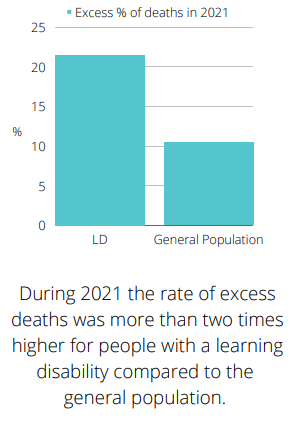 Excess % of deaths in 2021
25
20
15
%
10
5
0
LD General Population
During 2021 the rate of excess
deaths was more than two times
higher for people with a learning
disability compared to the
general population.